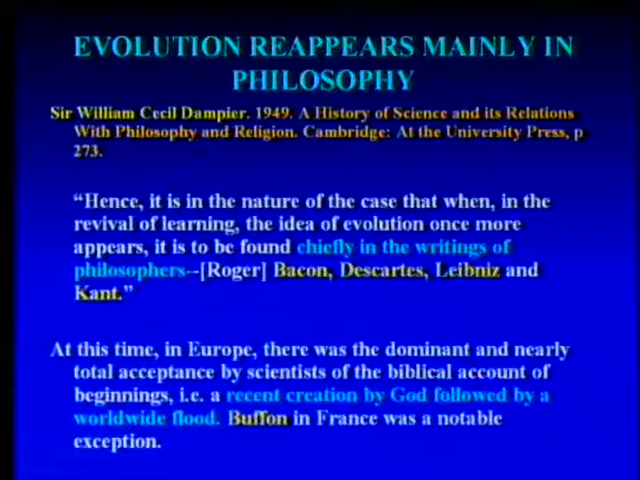 EVOLUTION REAPPEARS MAINLY IN
PHILOSOPHY
Sir William Cecil Dampier. 1949. A History of Science and its Relations
With Philosophy and Religion. Cambridge: At the University Press, p
273.
“Hence, it is in the nature of the case that when, in the
revival of learning, the idea of evolution once more
appears, it is to be found chiefly in the writings of
philosophers--[Roger] Bacon, Descartes, Leibniz and
Kant.”
At this time, in Europe, there was the dominant and nearly
total acceptance by scientists of the biblical account of
beginnings, i.e. a recent creation by God followed by a
worldwide flood. Buffon in France was a notable
exception.